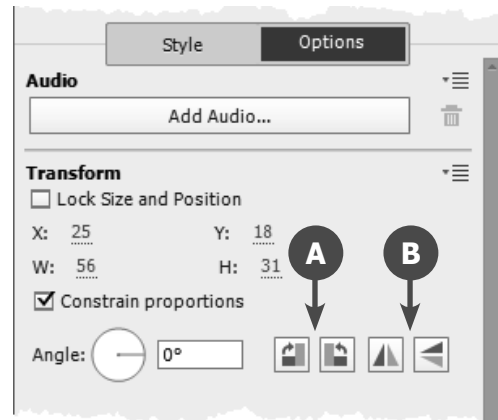 Style Options
Audio
Add Audio...
Transform
Lock Size and Position
X: 25 Y: 18
W: 56 H: 31
A B
Constrain proportions
Angle: 0°